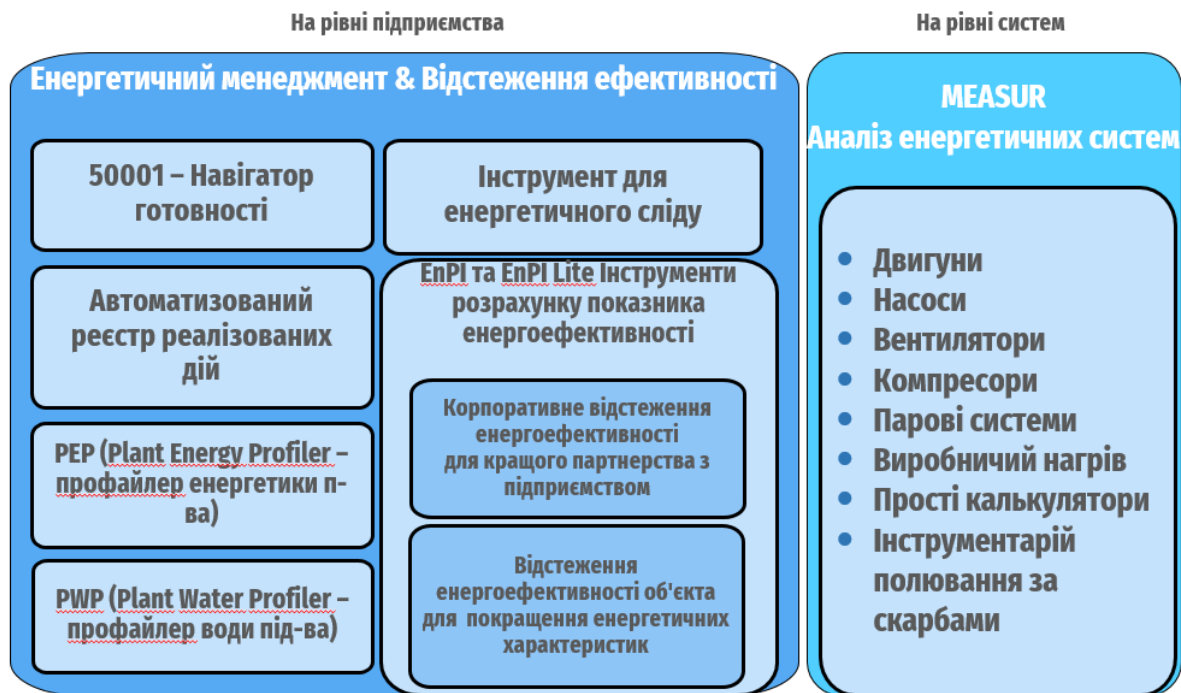 На рівні підприємства
На рівні систем
Енергетичний менеджмент & Відстеження ефективності
50001 – Навігатор
готовності
Інструмент для
енергетичного сліду
Автоматизований
реєстр реалізованих
дій
EnPI та EnPI Lite Інструменти
розрахунку показника
енергоефективності
PEP (Plant Energy Profiler –
профайлер енергетики п-
ва)
Корпоративне відстеження
енергоефективності
для кращого партнерства з
підприємством
PWP (Plant Water Profiler –
профайлер води під-ва)
Відстеження
енергоефективності об'єкта
для покращення енергетичних
характеристик
MEASUR
Аналіз енергетичних систем
• Двигуни
• Насоси
• Вентилятори
• Компресори
• Парові системи
• Виробничий нагрів
• Прості калькулятори
• Інструментарій
полювання за
скарбами